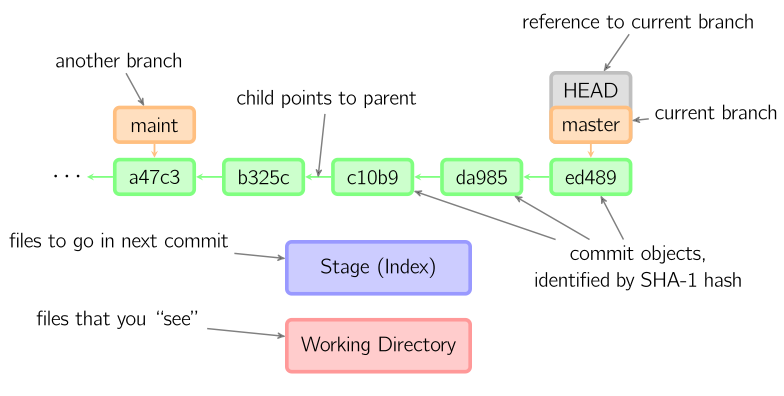 reference to current branch
another branch
HEAD
child points to parent
maint
master
current branch
···
a47c3
b325c
c10b9
da985
ed489
files to go in next commit
Stage (Index)
commit objects,
identified by SHA-1 hash
files that you “see”
Working Directory